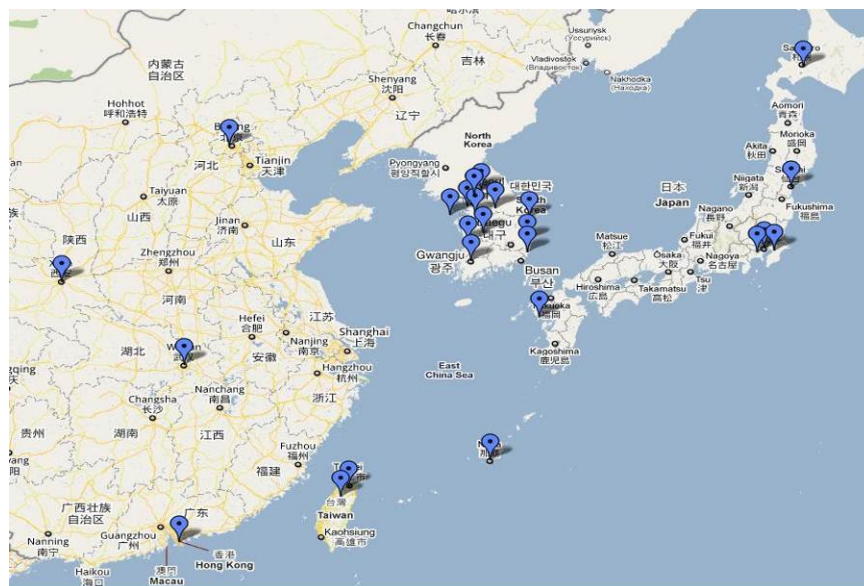 内蒙古
自治区
Changchun
长春
吉林
Ussuriysk
(Уссурийск)
Vladivostok
(Владивосток)
Nakhodka
(Находка)
Shenyang
沈阳
辽宁
Hohhot
呼和浩特
河北
Tianjin
天津
Taiyuan
太原
山西
Jinan
济南
山东
陕西
Zhengzhou
郑州
河南
North
Korea
Pyongyang
평양직할시
대한민국
Korea
대구
Gwangju
광주
Busan
부산
Aomori
青森
Akita
秋田
Morioka
盛岡
日本
Japan
Niigata
新潟
Fukushima
福島
Nagano
長野
Fukui
福井
Nagoya
名古屋
Matsue
松江
Osaka
大阪
Tsu
津
Hiroshima
広島
Takamatsu
高松
福岡
Kagoshima
鹿児島
江苏
Hefei
合肥
安徽
Nanjing
南京
Shanghai
上海
Hangzhou
杭州
浙江
湖北
East
China Sea
Changsha
长沙
湖南
Nanchang
南昌
江西
贵州
Fuzhou
福州
福建
台灣
Taiwan
Kaohsiung
高雄市
广西壮族
自治区
广东
Nanning
南宁
Guangzhou
广州
香港
Hong Kong
澳門
Macau
Haikou
海口